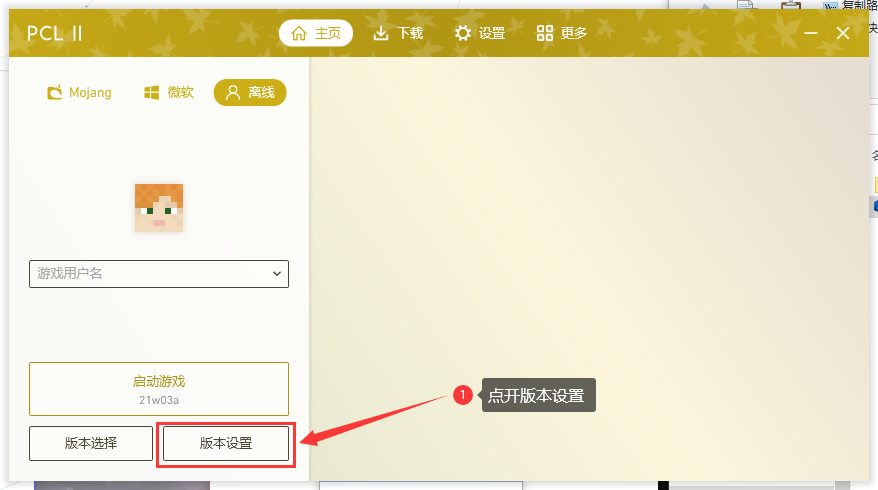 复制路
PCL II
主页
下载
设置
更多
Mojang
微软
离线
游戏用户名
启动游戏
21w03a
1
点开版本设置
版本选择
版本设置